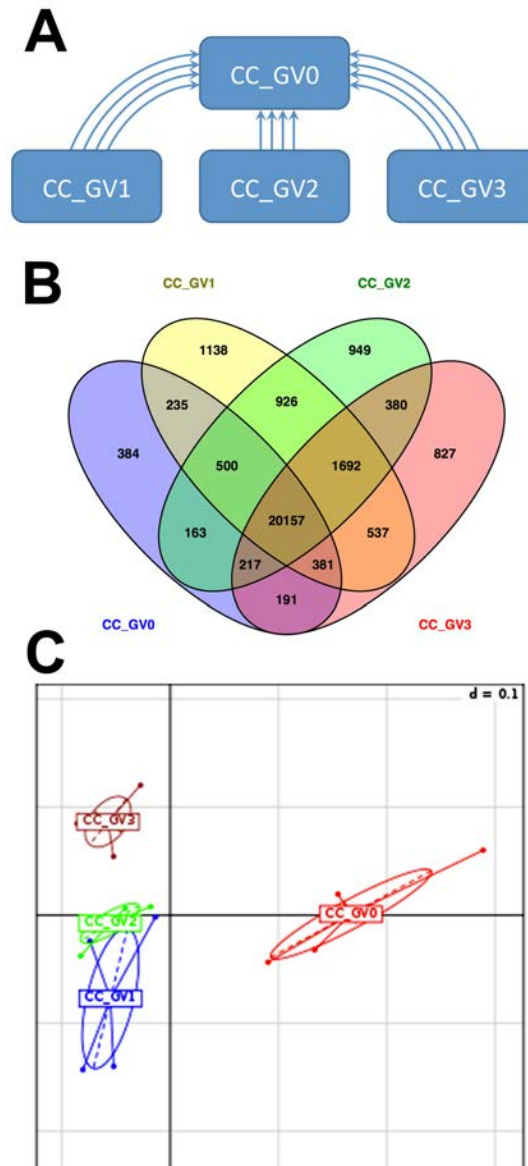 A
CC_GV0
CC_GV1 CC_GV2 CC_GV3
B
CC_GV1 CC_GV2
1138 949
235 926 380
384 500 1692 827
20157
163 537
217 381
191
CC_GV0 CC_GV3
C
d = 0.1
CC_GV3
CC_GV2 CC_GV0
CC_GV1